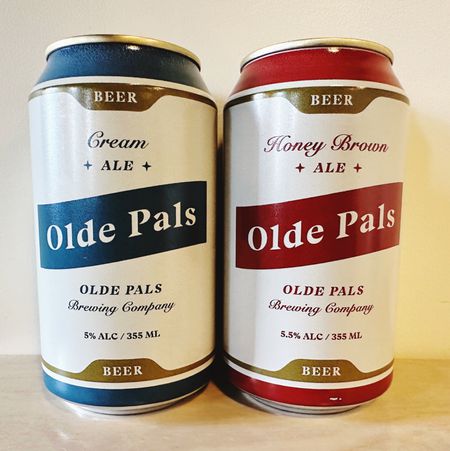 BEER
Cream
ALE
Olde Pals
OLDE PALS
Brewing Company
5% ALC / 355 ML
BEER
BEER
Honey Brown
ALE
Olde Pals
OLDE PALS
Brewing Company
5.5% ALC / 355 ML
BEER